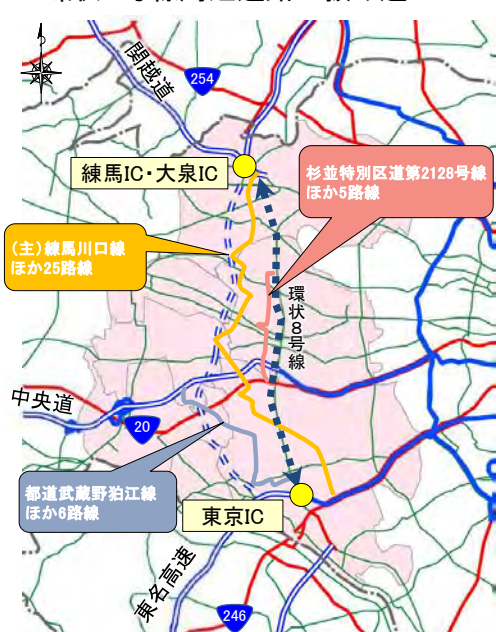 関越道
254
練馬IC・大泉IC
杉並特別区道第2128号線
ほか5路線
(主)練馬川口線
ほか25路線
環状8号線
中央道
20
都道武蔵野狛江線
ほか6路線
東京IC
東名高速
246